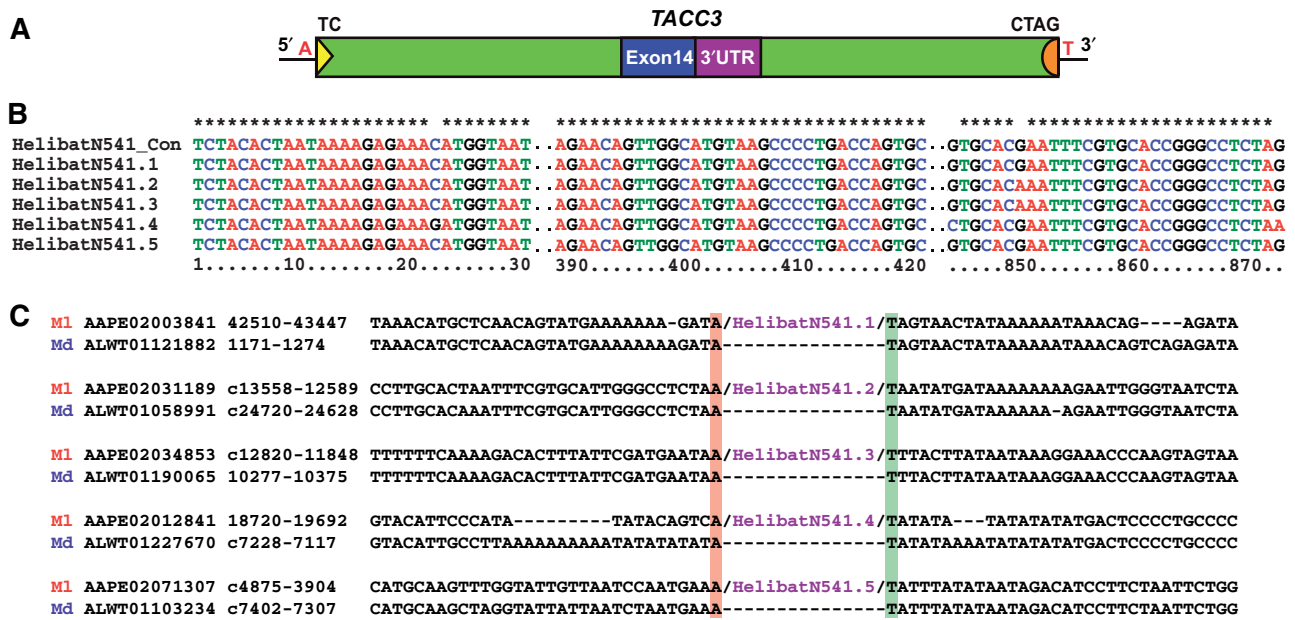 A
TACC3
TC CTAG
5′ A Exon14 3′UTR T 3′
B
********************* ******** ********************************* ***** **********************
HelibatN541_Con TCTACACTAATAAAAGAGAAACATGGTAAT..AGAACAGTTGGCATGTAAGCCCCTGACCAGTGC..GTGCACGAATTTCGTGCACCGGGCCTCTAG
HelibatN541.1 TCTACACTAATAAAAGAGAAACATGGTAAT..AGAACAGTTGGCATGTAAGCCCCTGACCAGTGC..GTGCACGAATTTCGTGCACCGGGCCTCTAG
HelibatN541.2 TCTACACTAATAAAAGAGAAACATGGTAAT..AGAACAGTTGGCATGTAAGCCCCTGACCAGTGC..GTGCACAAATTTCGTGCACCGGGCCTCTAG
HelibatN541.3 TCTACACTAATAAAAGAGAAACATGGTAAT..AGAACAGTTGGCATGTAAGCCCCTGACCAGTGC..GTGCACAAATTTCGTGCACCGGGCCTCTAG
HelibatN541.4 TCTACACTAATAAAAGAGAAAGATGGTAAT..AGAACAGTTGGCATGTAAGCCCCTGACCAGTGC..CTGCACGAATTTCGTGCACCGGGCCTCTAA
HelibatN541.5 TCTACACTAATAAAAGAGAAACATGGTAAT..AGAACAGTTGGCATGTAAGCCCCTGACCAGTGC..GTGCACGAATTTCGTGCACCGGGCCTCTAG
1.......10........20........30 390.......400.......410.......420 .....850.......860.......870..
C
Ml AAPE02003841 42510-43447 TAAACATGCTCAACAGTATGAAAAAAA-GATA/HelibatN541.1/TAGTAACTATAAAAAATAAACAG----AGATA
Md ALWT01121882 1171-1274 TAAACATGCTCAACAGTATGAAAAAAAAGATA---------------TAGTAACTATAAAAAATAAACAGTCAGAGATA
Ml AAPE02031189 c13558-12589 CCTTGCACTAATTTCGTGCATTGGGCCTCTAA/HelibatN541.2/TAATATGATAAAAAAAAGAATTGGGTAATCTA
Md ALWT01058991 c24720-24628 CCTTGCACAAATTTCGTGCATTGGGCCTCTAA---------------TAATATGATAAAAAA-AGAATTGGGTAATCTA
Ml AAPE02034853 c12820-11848 TTTTTTCAAAAGACACTTTATTCGATGAATAA/HelibatN541.3/TTTACTTATAATAAAGGAAACCCAAGTAGTAA
Md ALWT01190065 10277-10375 TTTTTTCAAAAGACACTTTATTCGATGAATAA---------------TTTACTTATAATAAAGGAAACCCAAGTAGTAA
Ml AAPE02012841 18720-19692 GTACATTCCCATA---------TATACAGTCA/HelibatN541.4/TATATA---TATATATATGACTCCCCTGCCCC
Md ALWT01227670 c7228-7117 GTACATTGCCTTAAAAAAAAAATATATATATA---------------TATATAAAATATATATATGACTCCCCTGCCCC
Ml AAPE02071307 c4875-3904 CATGCAAGTTTGGTATTGTTAATCCAATGAAA/HelibatN541.5/TATTTATATAATAGACATCCTTCTAATTCTGG
Md ALWT01103234 c7402-7307 CATGCAAGCTAGGTATTATTAATCTAATGAAA---------------TATTTATATAATAGACATCCTTCTAATTCTGG